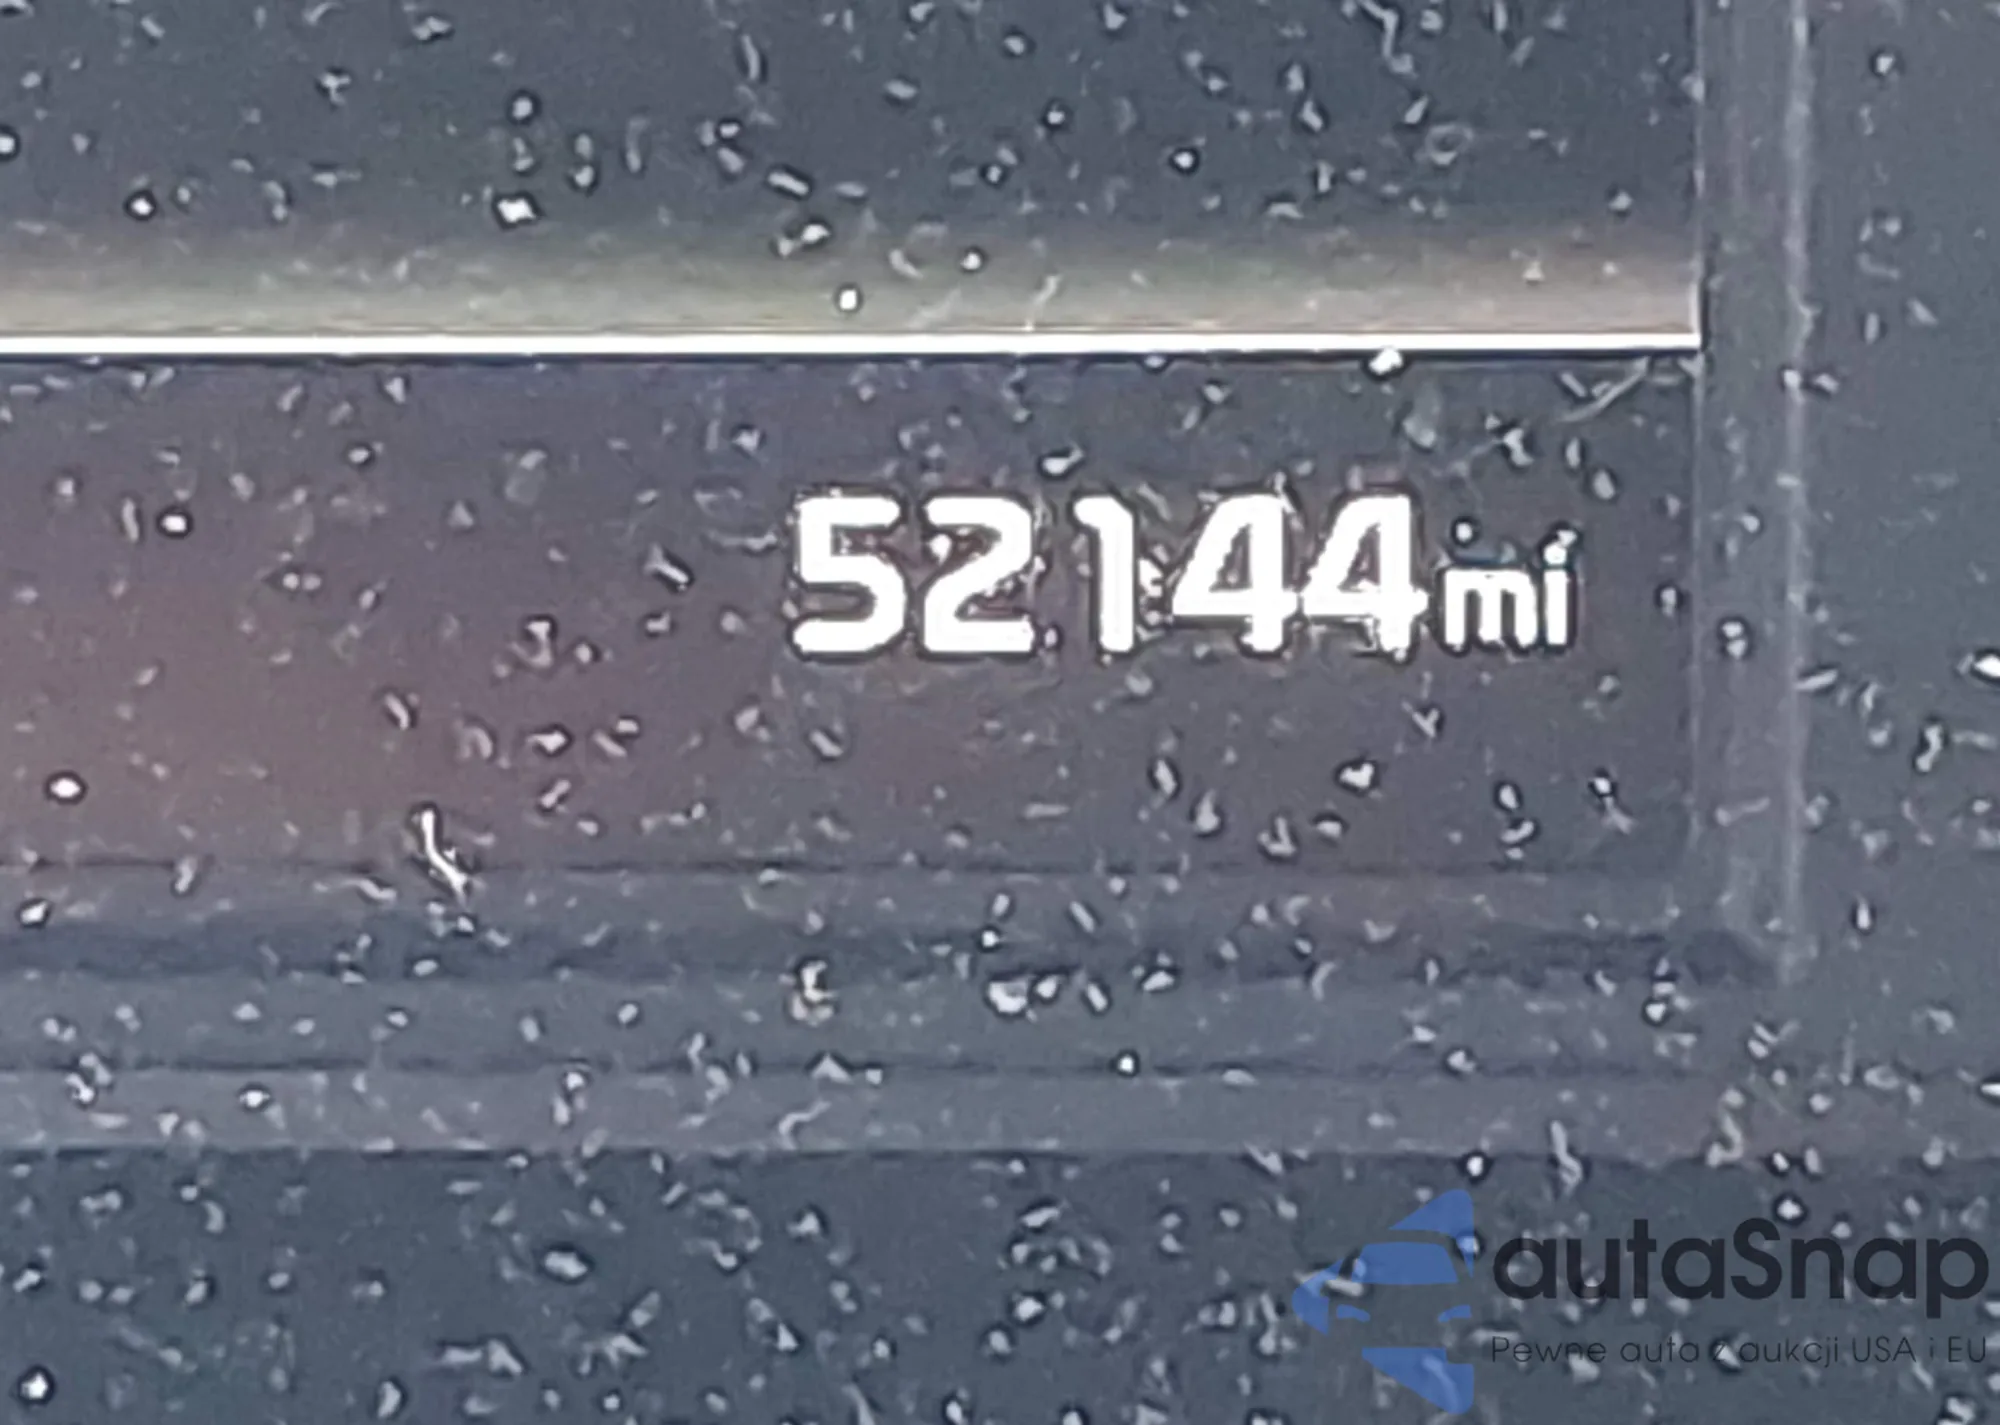 52144mi
autaSnap
Pewne auta z aukcji USA i EU